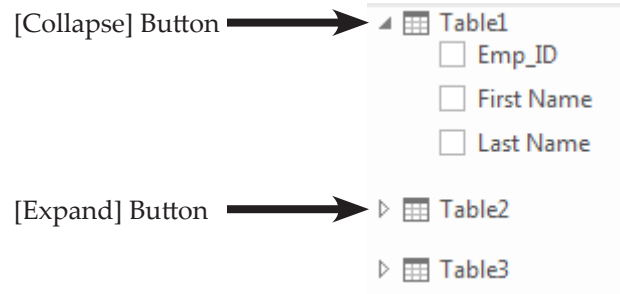 [Collapse] Button Table1
Emp_ID
First Name
Last Name
[Expand] Button Table2
Table3